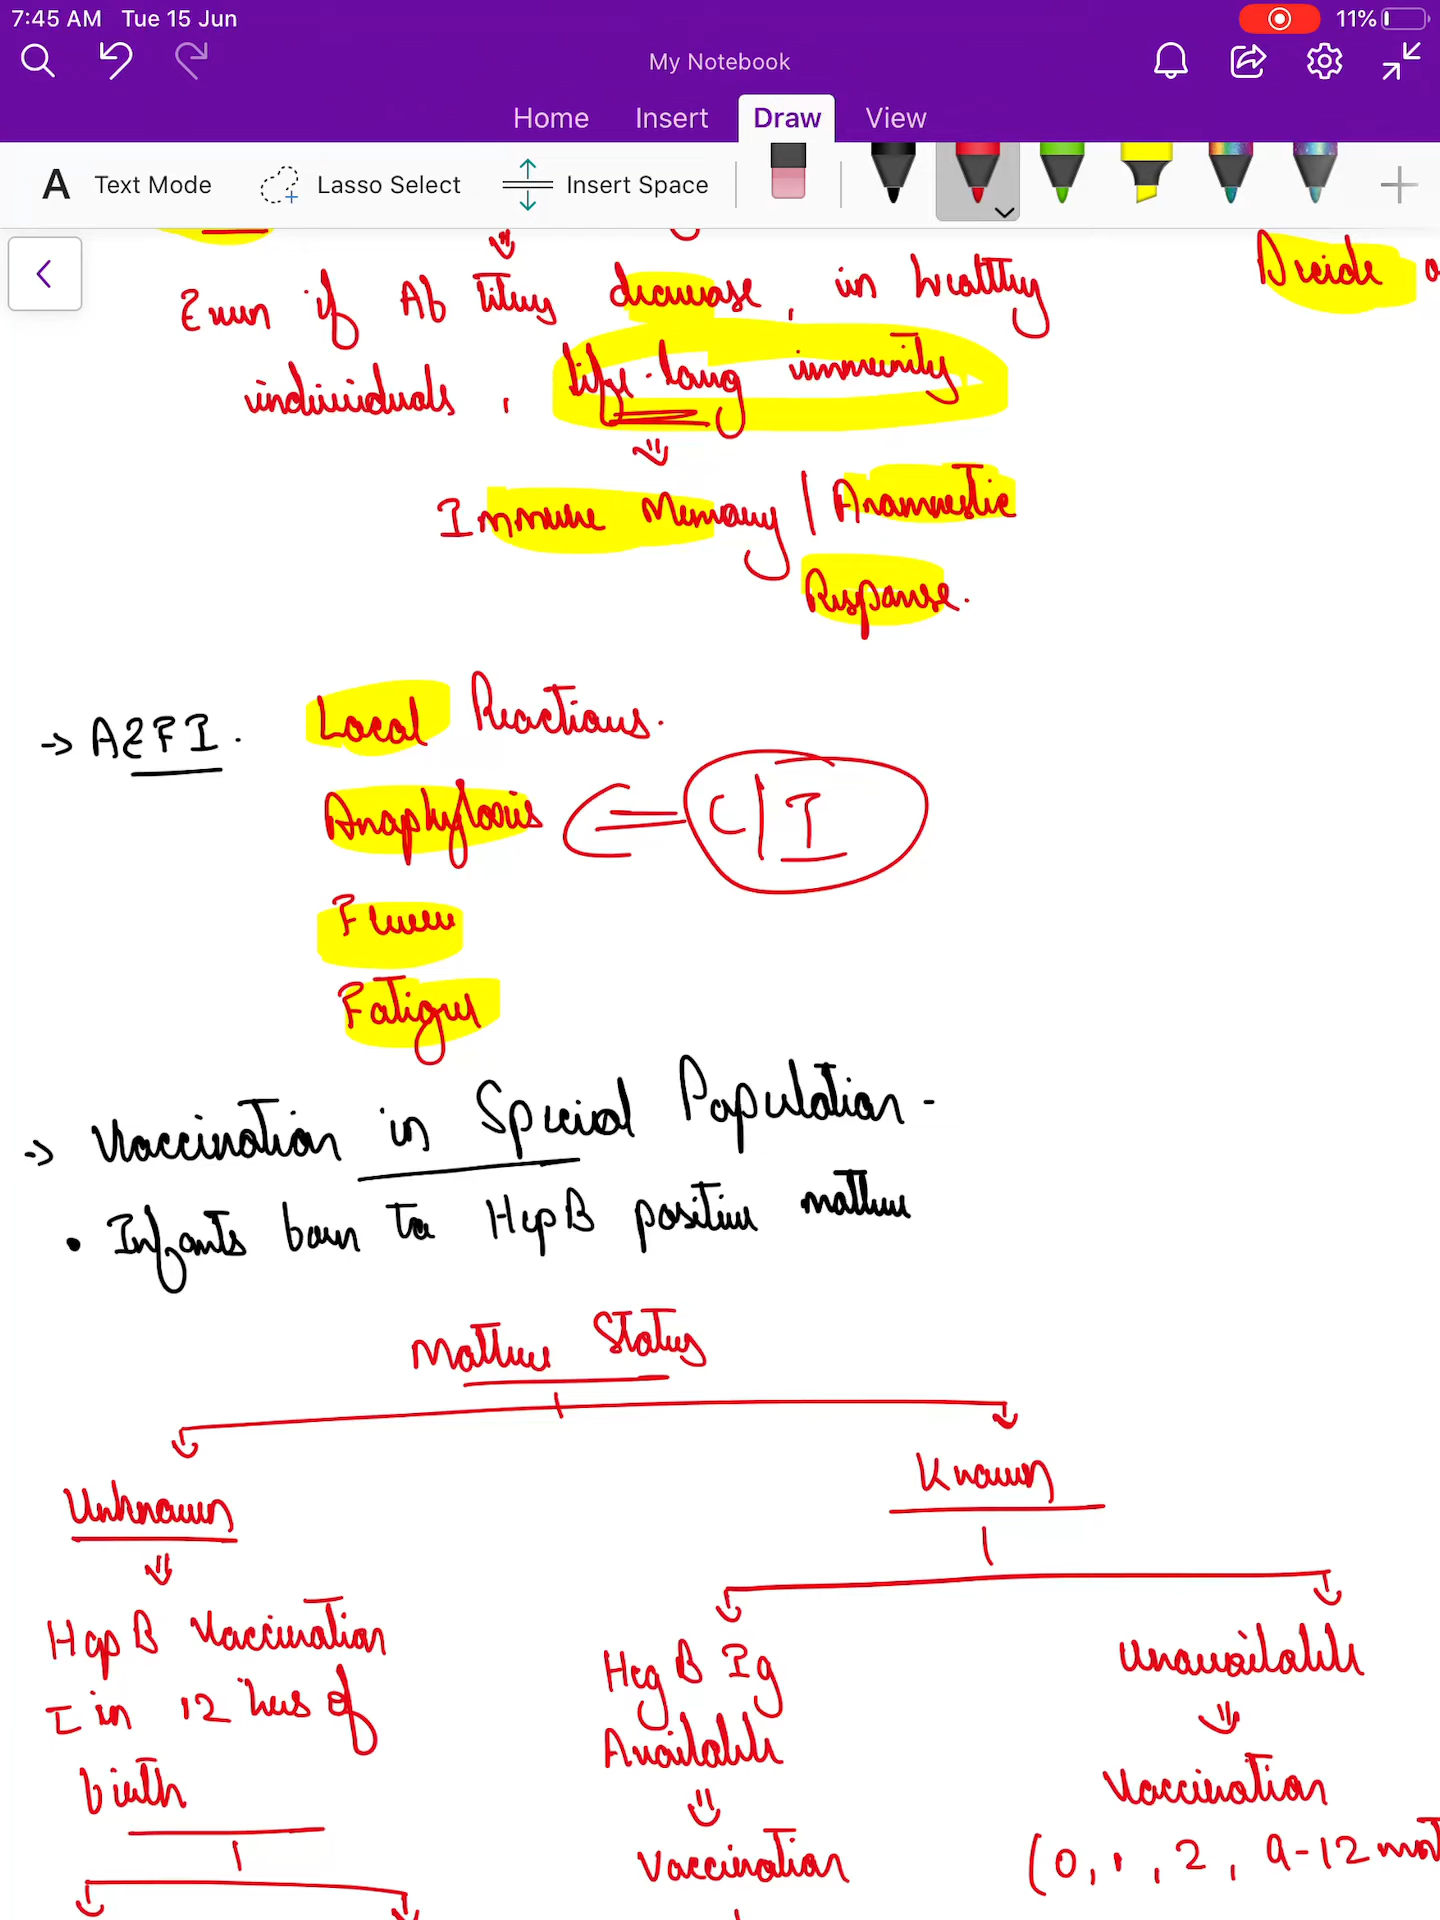 7:45 AM Tue 15 Jun
11%
My Notebook
Home Insert Draw View
A Text Mode Lasso Select Insert Space
Even if Ab titers decrease, in healthy
individuals, life-long immunity
Decide
Immune Memory / Anamnestic
Response.
→ AEFI. Local Reactions.
Anaphylaxis ⇐ C/I
Fever
Fatigue
→ Vaccination in Special Population -
• Infants born to HepB positive mother
Mother Status
Unknown
Known
Hep B Vaccination
I in 12 hrs of
birth
Hep B Ig
Available
Vaccination
Unavailable
Vaccination
(0, 1, 2, 9-12 mo